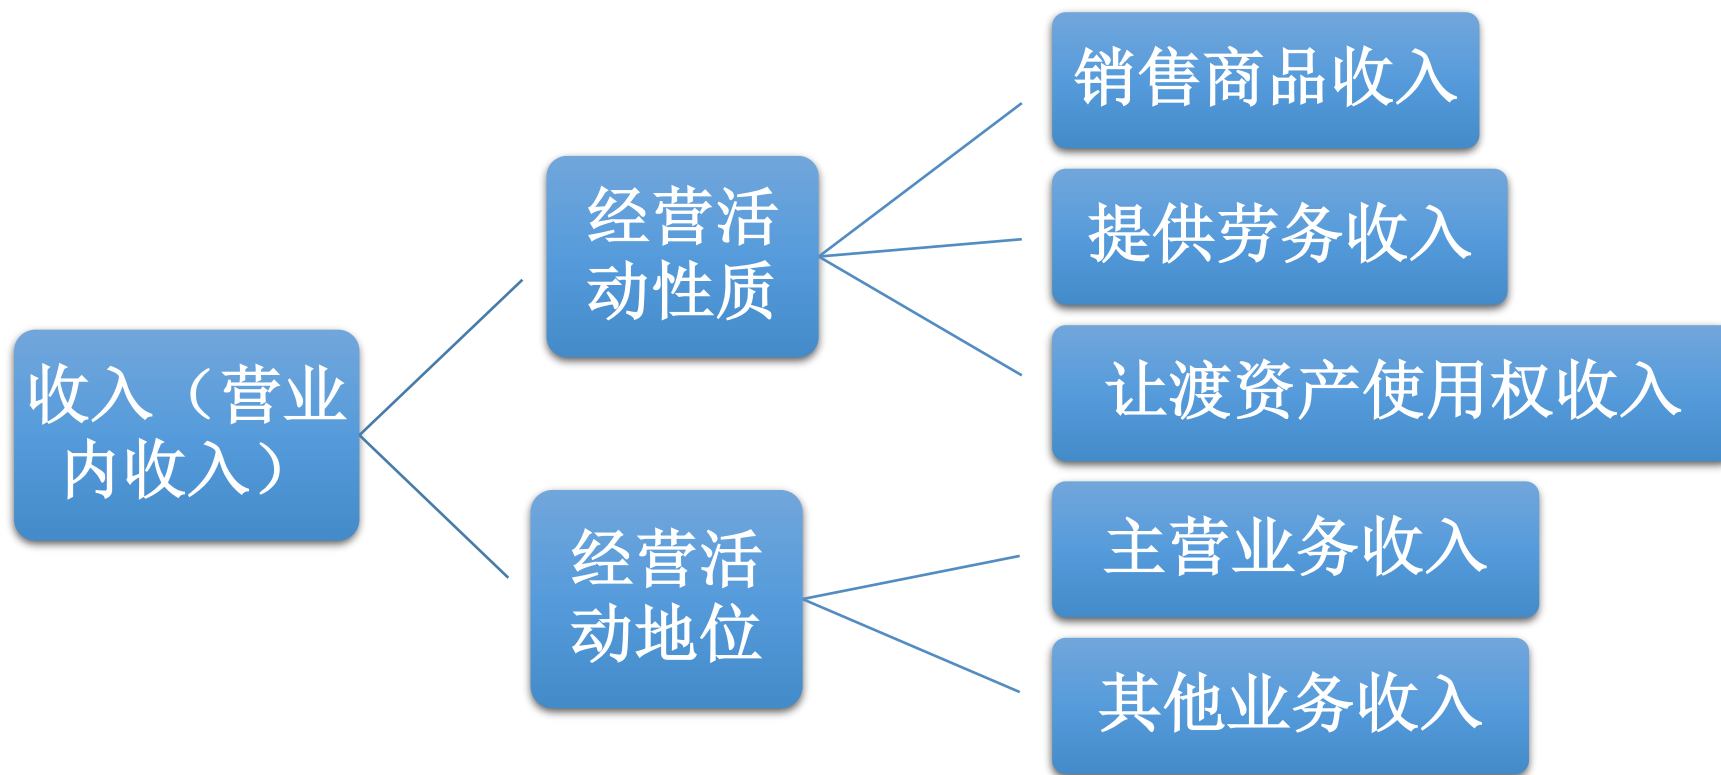 收入（营业
内收入）
经营活
动性质
销售商品收入
提供劳务收入
让渡资产使用权收入
经营活
动地位
主营业务收入
其他业务收入